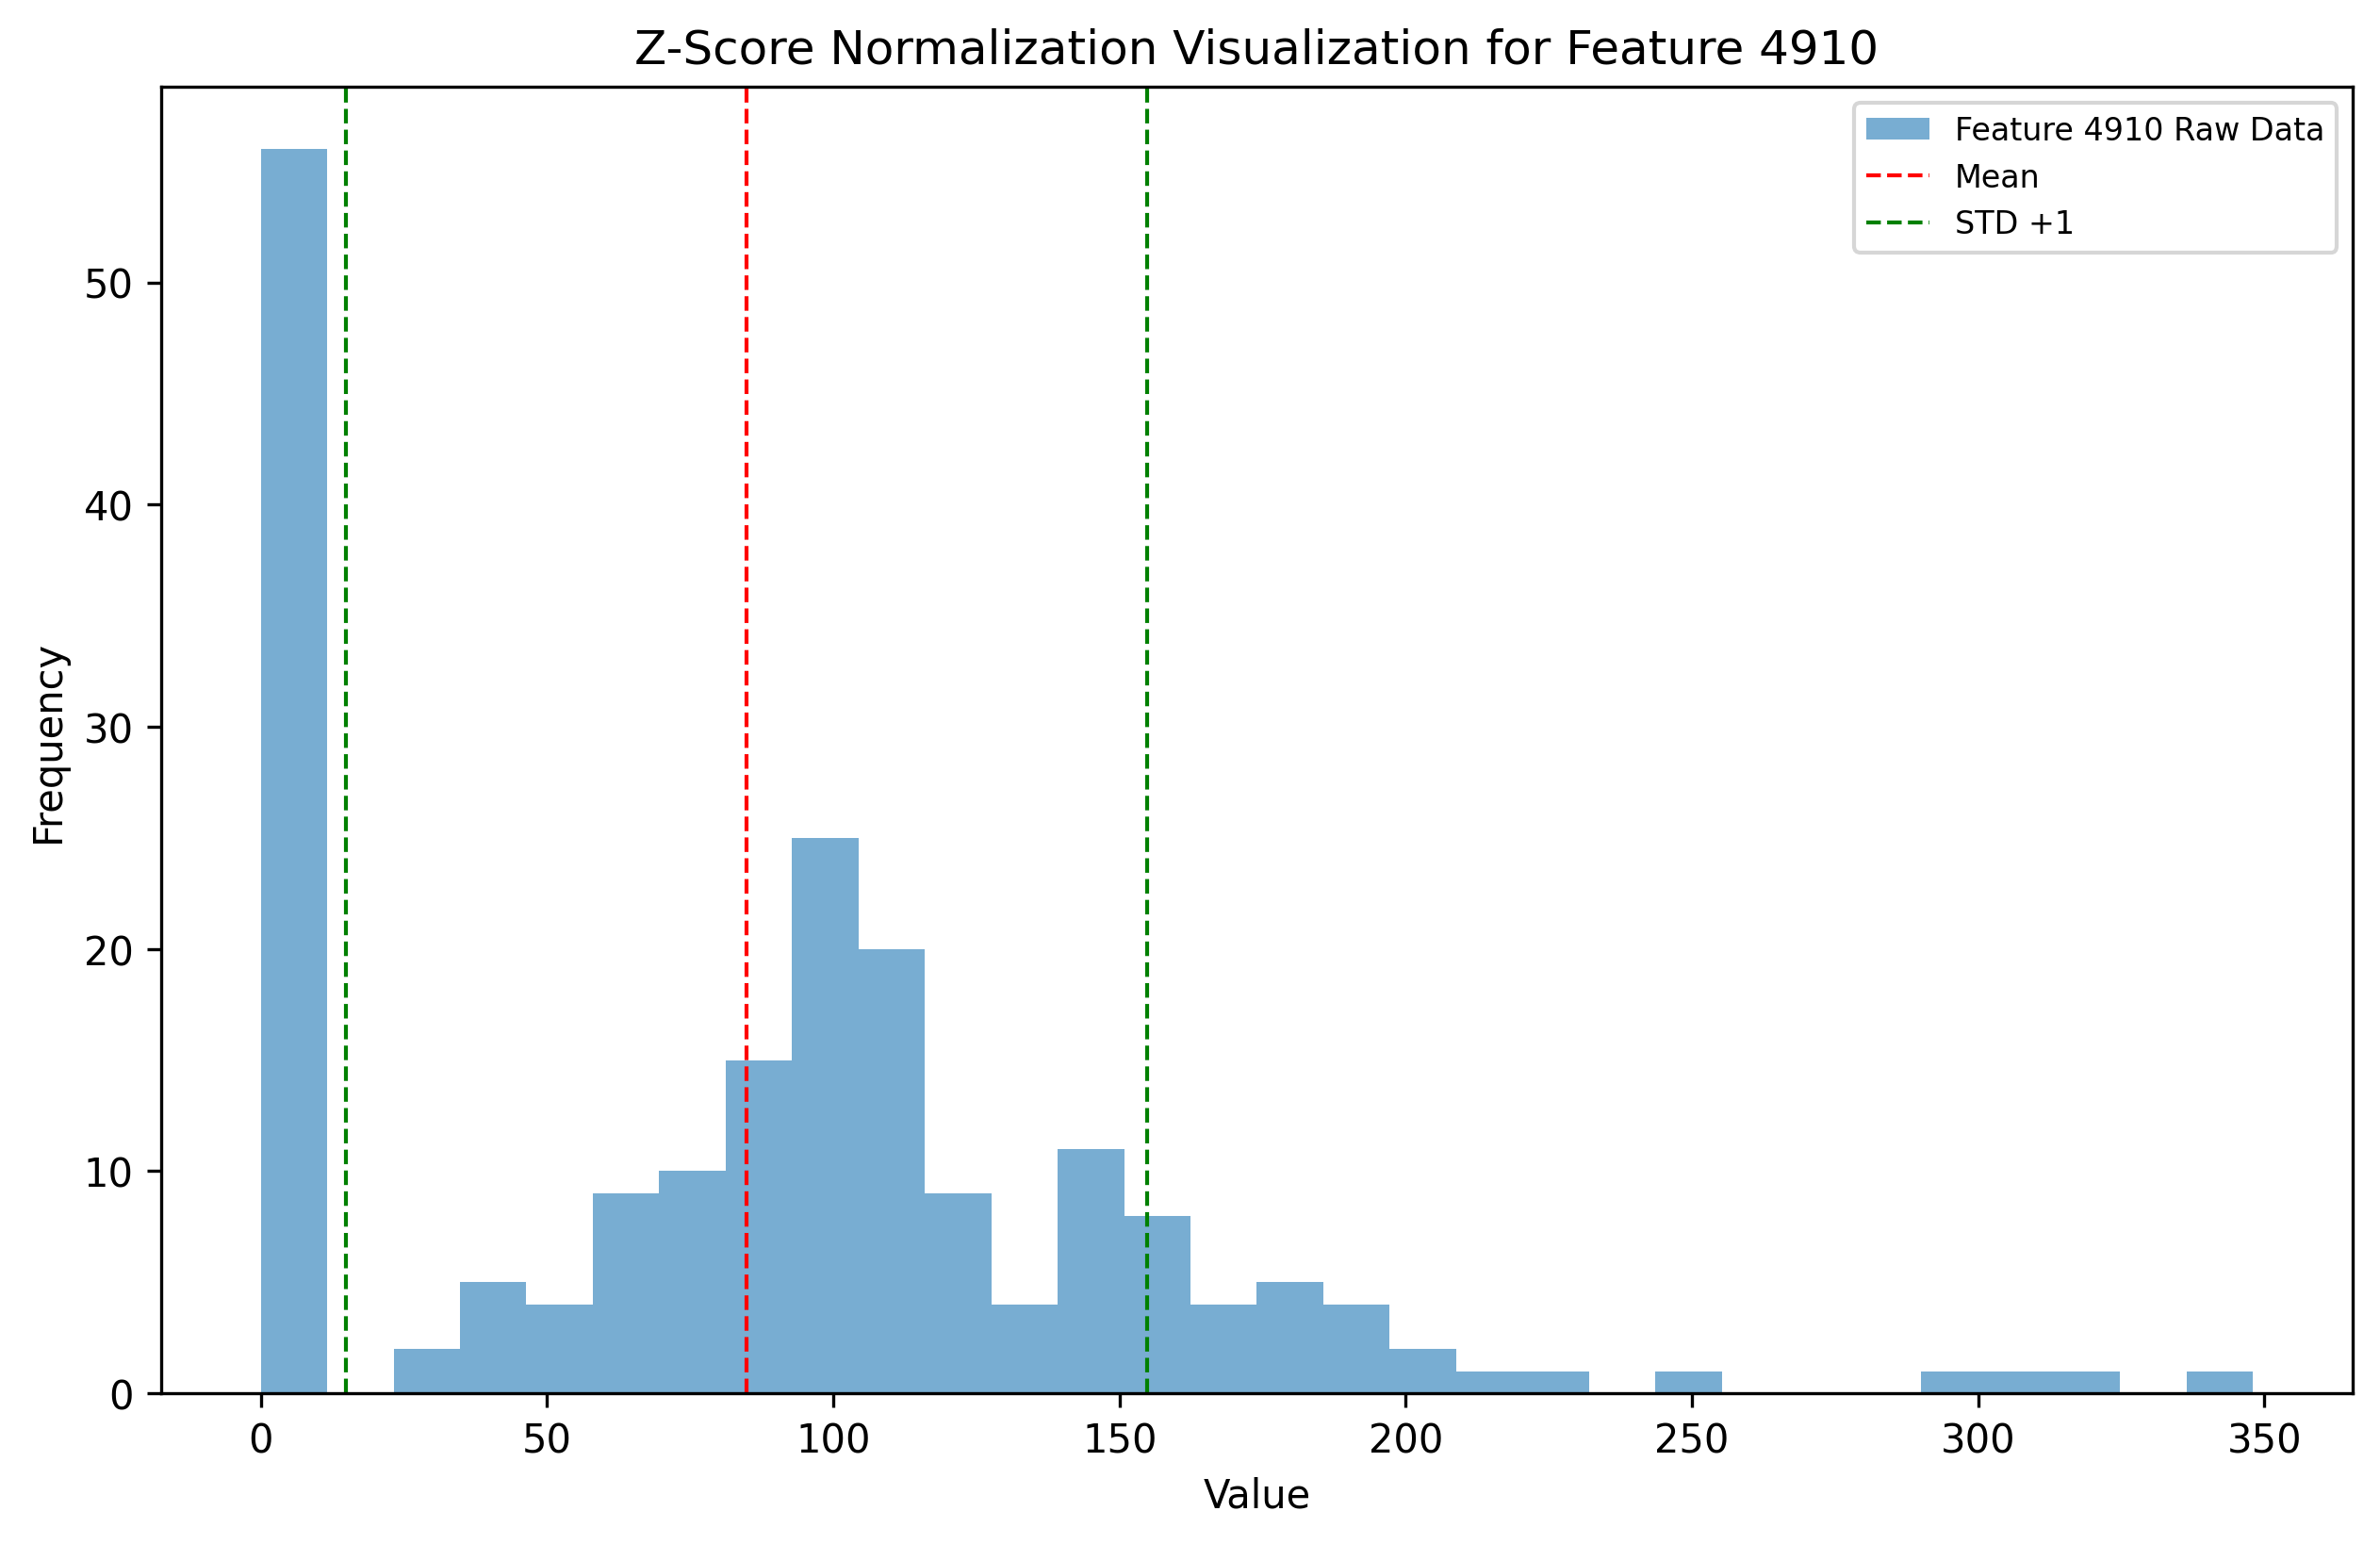 Z-Score Normalization Visualization for Feature 4910
Feature 4910 Raw Data
Mean
STD +1
Frequency
50
40
30
20
10
0
0 50 100 150 200 250 300 350
Value